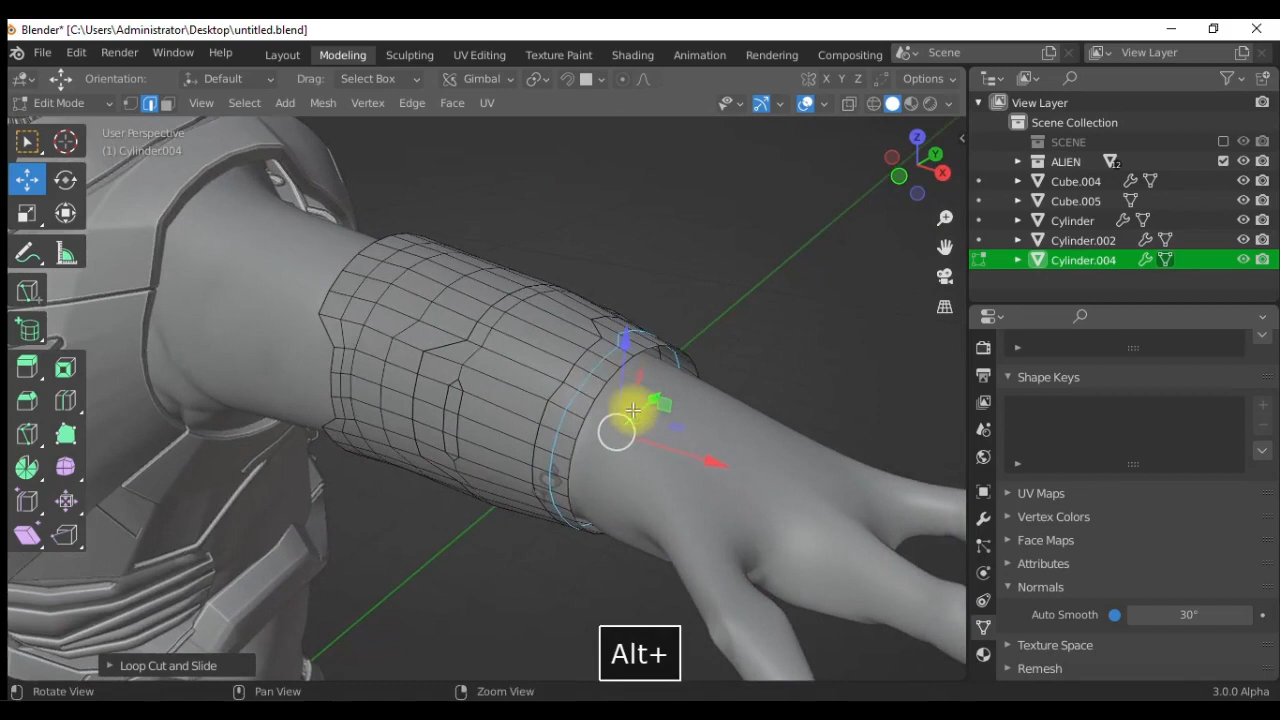 Blender* [C:\Users\Administrator\Desktop\untitled.blend]
File Edit Render Window Help Layout Modeling Sculpting UV Editing Texture Paint Shading Animation Rendering Compositing Scene View Layer
Orientation: Default Drag: Select Box Gimbal X Y Z Options
Edit Mode View Select Add Mesh Vertex Edge Face UV
User Perspective
(1) Cylinder.004
Z
Y
X
View Layer
Scene Collection
SCENE
ALIEN 12
Cube.004
Cube.005
Cylinder
Cylinder.002
Cylinder.004
Shape Keys
UV Maps
Vertex Colors
Face Maps
Attributes
Normals
Auto Smooth 30°
Texture Space
Remesh
Alt+
Loop Cut and Slide
Rotate View Pan View Zoom View 3.0.0 Alpha